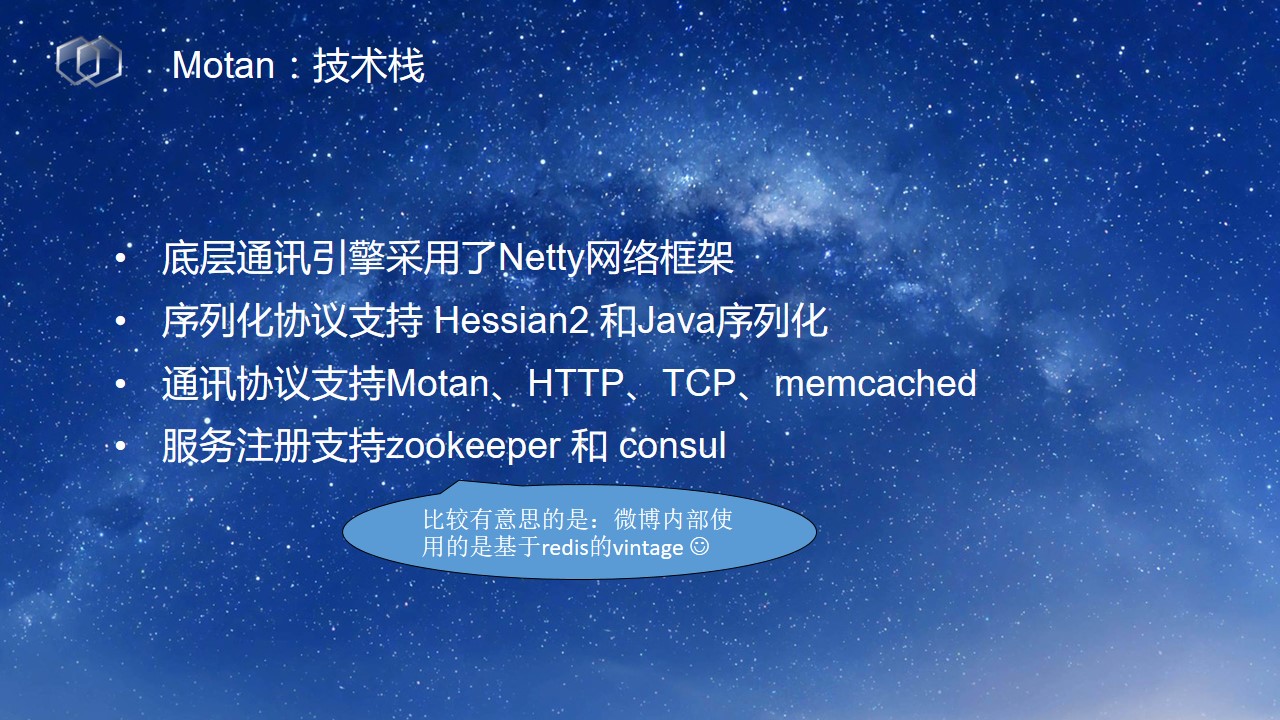 Motan：技术栈
• 底层通讯引擎采用了Netty网络框架
• 序列化协议支持 Hessian2 和Java序列化
• 通讯协议支持Motan、HTTP、TCP、memcached
• 服务注册支持zookeeper 和 consul
比较有意思的是：微博内部使
用的是基于redis的vintage ☺